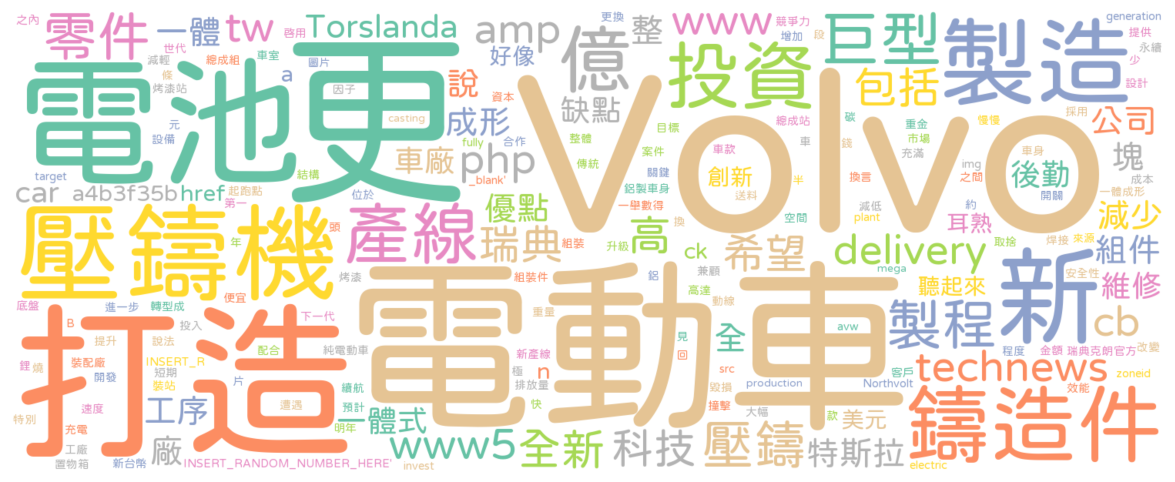 之內
零件
一體
tw
Torslanda
amp
更換
整
www
競爭力
增加
段
巨型
製造
generation
提供
永續
少
設計
世代
減輕
條
烤漆站
總成組
車室
啓用
圖片
好像
億
投資
包括
電池
更
Volvo
設備
元
a
因子
casting
說
資本
缺點
成形
合作
fully
目標
整體
總成站
碳
錢
重金
市場
慢慢
採用
公司
target
車廠
php
結構
傳統
案件
關鍵
車款
車
充滿
車身
img
之間
後勤
塊
car
a4b3f35b
href
起跑點
_blank'
鋁製車身
創新
半
送料
一舉數得
換言
開關
成本
一體成形
位於
第一
優點
空間
減低
約
減少
壓鑄機
年
頭
產線
瑞典
組裝
換
高
升級
ck
希望
plant
耳熟
delivery
取捨
焊接
來源
組件
底盤
便宜
烤漆
組裝件
鋁
兼顧
mega
聽起來
新
安全性
維修
進一步
轉型成
下一代
電動車
高達
動線
重量
製程
cb
打造
B
投入
提升
說法
配合
純電動車
新產線
見
全
avw
程度
金額
瑞典克朗官方
改變
鋰
燒
裝配廠
INSERT_R
開發
短期
裝站
片
極
n
排放量
回
src
毀損
production
客戶
Northvolt
technews
zoneid
效能
特別
速度
工序
遭遇
續航
預計
一體式
快
撞擊
大幅
款
美元
鑄造件
充電
工廠
置物箱
新台幣
廠
INSERT_RANDOM_NUMBER_HERE'
明年
www5
invest
全新
科技
壓鑄
特斯拉
electric